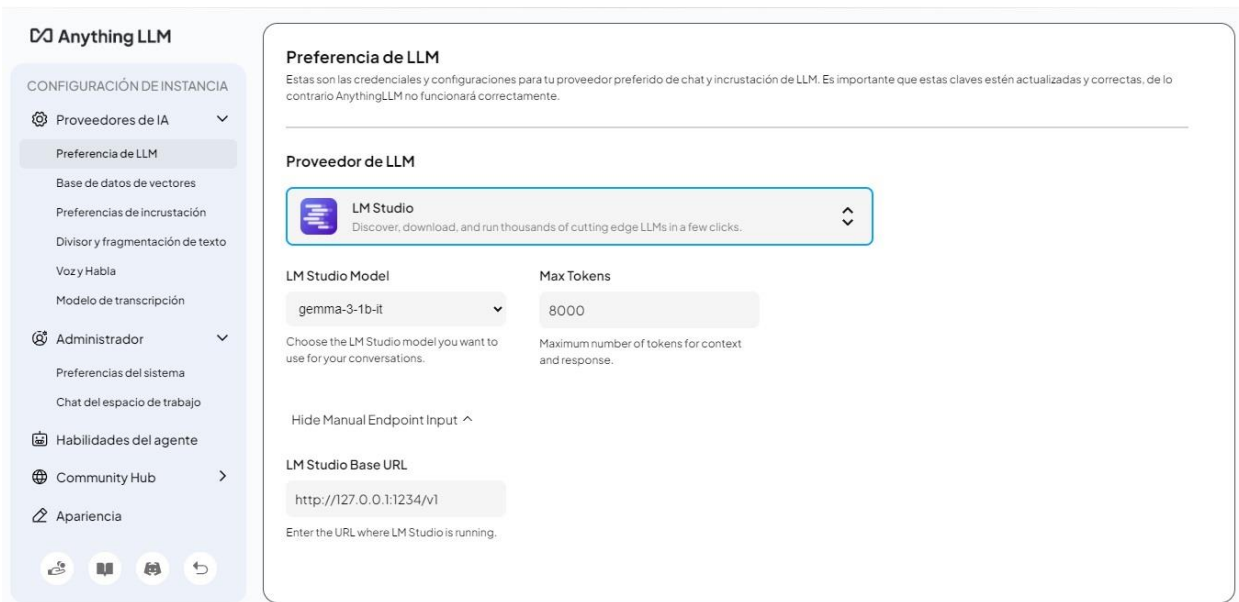 Anything LLM
CONFIGURACIÓN DE INSTANCIA
Proveedores de IA
Preferencia de LLM
Base de datos de vectores
Preferencias de incrustación
Divisor y fragmentación de texto
Voz y Habla
Modelo de transcripción
Administrador
Preferencias del sistema
Chat del espacio de trabajo
Habilidades del agente
Community Hub
Apariencia
Preferencia de LLM
Estas son las credenciales y configuraciones para tu proveedor preferido de chat y incrustación de LLM. Es importante que estas claves estén actualizadas y correctas, de lo
contrario AnythingLLM no funcionará correctamente.
Proveedor de LLM
LM Studio
Discover, download, and run thousands of cutting edge LLMs in a few clicks.
LM Studio Model
gemma-3-1b-it
Choose the LM Studio model you want to
use for your conversations.
Max Tokens
8000
Maximum number of tokens for context
and response.
Hide Manual Endpoint Input
LM Studio Base URL
http://127.0.0.1:1234/v1
Enter the URL where LM Studio is running.